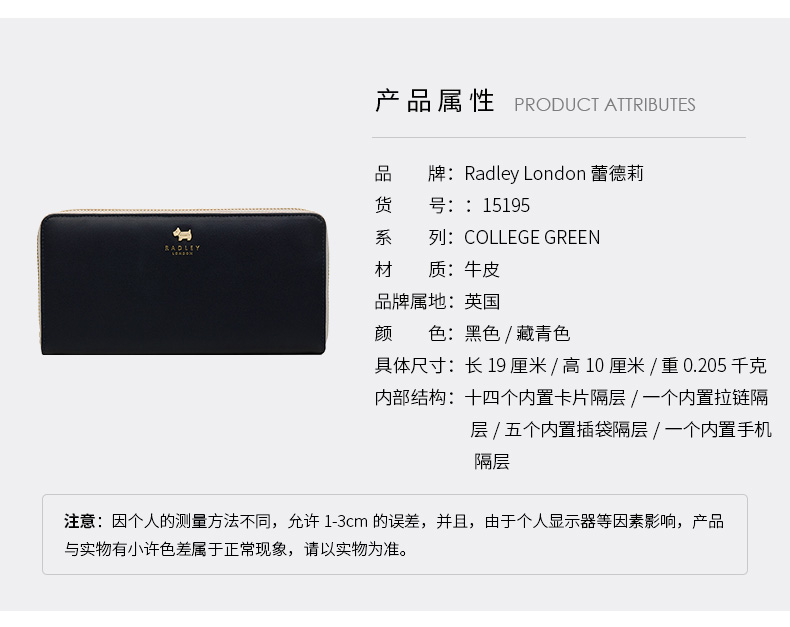 产品属性 PRODUCT ATTRIBUTES
品 牌：Radley London 蕾德莉
货 号：：15195
系 列：COLLEGE GREEN
材 质：牛皮
品牌属地：英国
颜 色：黑色 / 藏青色
具体尺寸：长 19 厘米 / 高 10 厘米 / 重 0.205 千克
内部结构：十四个内置卡片隔层 / 一个内置拉链隔
层 / 五个内置插袋隔层 / 一个内置手机
隔层
RADLEY
LONDON
注意：因个人的测量方法不同，允许 1-3cm 的误差，并且，由于个人显示器等因素影响，产品
与实物有小许色差属于正常现象，请以实物为准。